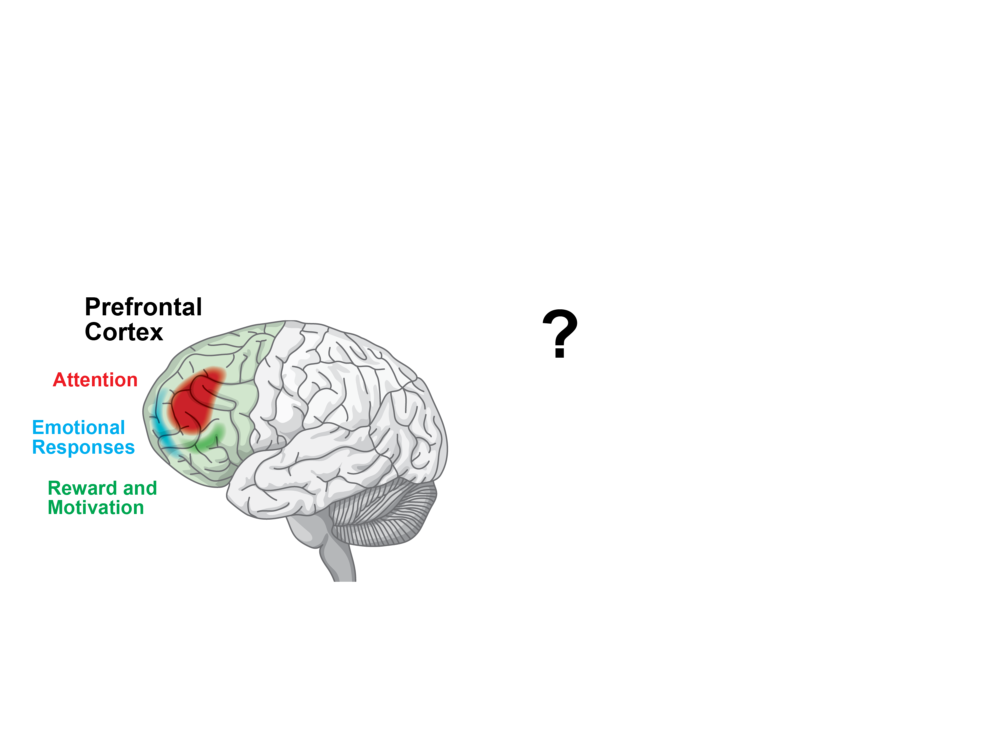 Prefrontal
Cortex
?
Attention
Emotional
Responses
Reward and
Motivation